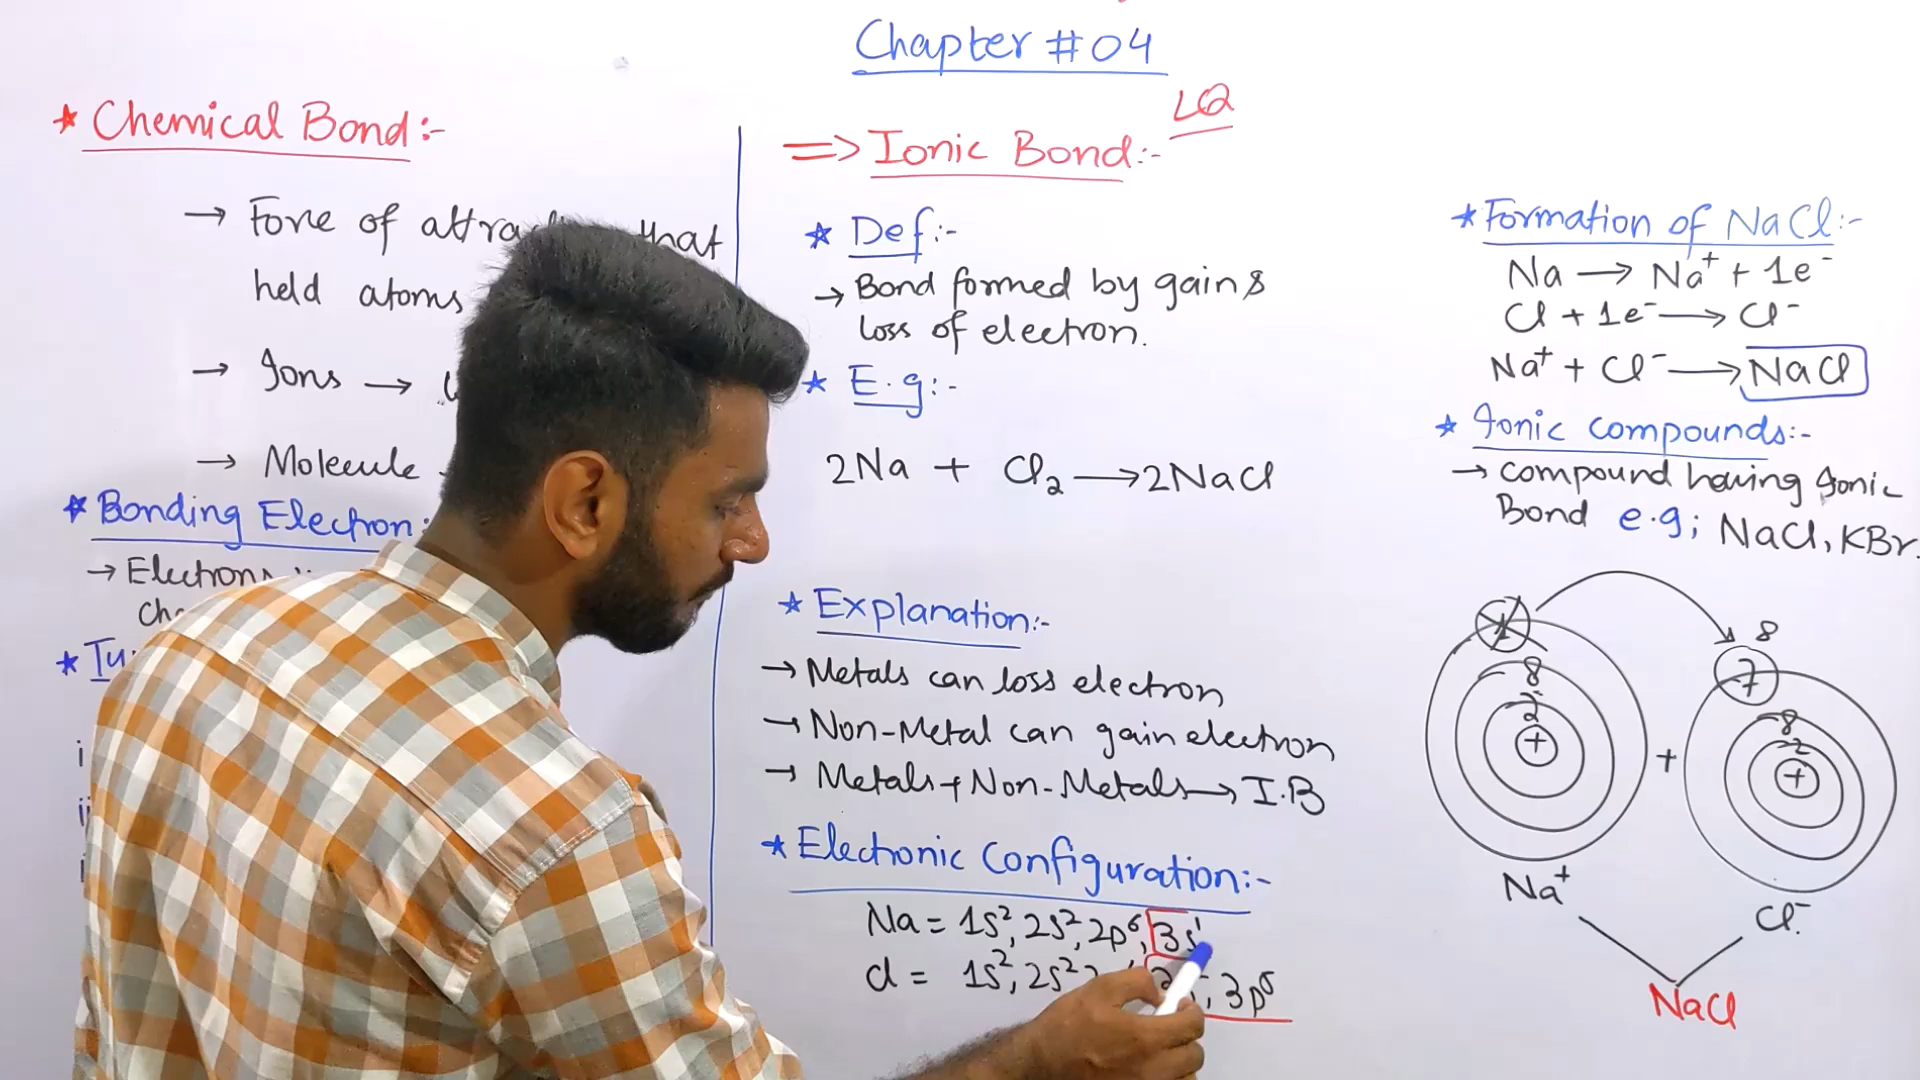 Chapter #04
* Chemical Bond:-
→ Force of that
held atoms
→ Ions →
→ Molecule
* Bonding Electron:
→ Electrons
*
LQ
=> Ionic Bond:-
* Def:-
→ Bond formed by gain &
loss of electron.
* E.g:-
2Na + Cl₂ → 2NaCl
* Explanation:-
→ Metals can loss electron,
→ Non-Metal can gain electron,
→ Metals + Non-Metals → I.B
* Electronic Configuration:-
Na = 1s², 2s², 2p⁶, 3s¹
Cl = 1s², 2s² , 3p⁵
* Formation of NaCl:-
Na → Na⁺ + 1e⁻
Cl + 1e⁻ → Cl⁻
Na⁺ + Cl⁻ → NaCl
* Ionic compounds:-
→ compound having Ionic
Bond e.g; NaCl, KBr.
1
8
2
+
Na⁺
+
8
7
8
2
+
Cl⁻.
NaCl